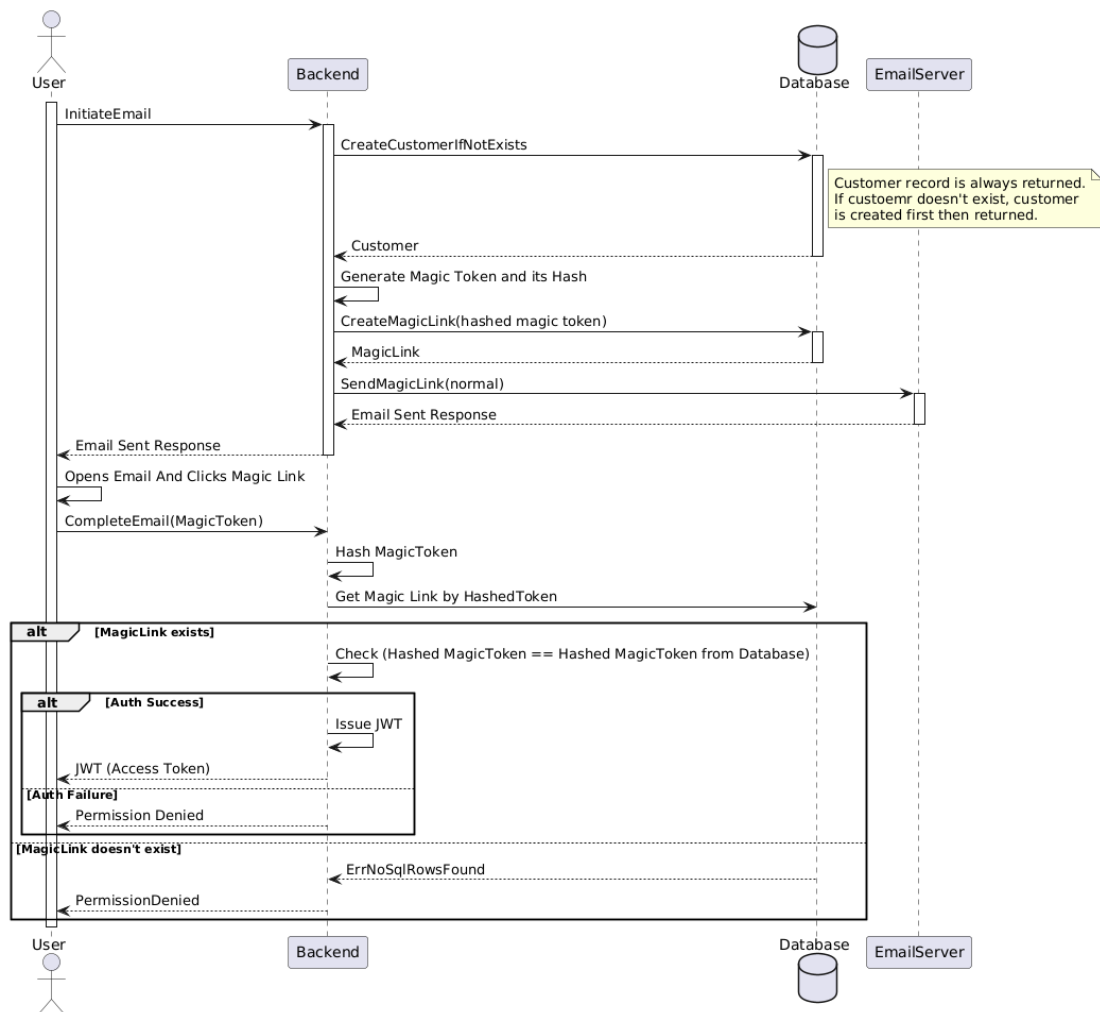 User
Backend
Database
EmailServer
InitiateEmail
CreateCustomerIfNotExists
Customer record is always returned.
If custoemr doesn't exist, customer
is created first then returned.
Customer
Generate Magic Token and its Hash
CreateMagicLink(hashed magic token)
MagicLink
SendMagicLink(normal)
Email Sent Response
Email Sent Response
Opens Email And Clicks Magic Link
CompleteEmail(MagicToken)
Hash MagicToken
Get Magic Link by HashedToken
alt [MagicLink exists]
Check (Hashed MagicToken == Hashed MagicToken from Database)
alt [Auth Success]
Issue JWT
JWT (Access Token)
[Auth Failure]
Permission Denied
[MagicLink doesn't exist]
ErrNoSqlRowsFound
PermissionDenied
User
Backend
Database
EmailServer